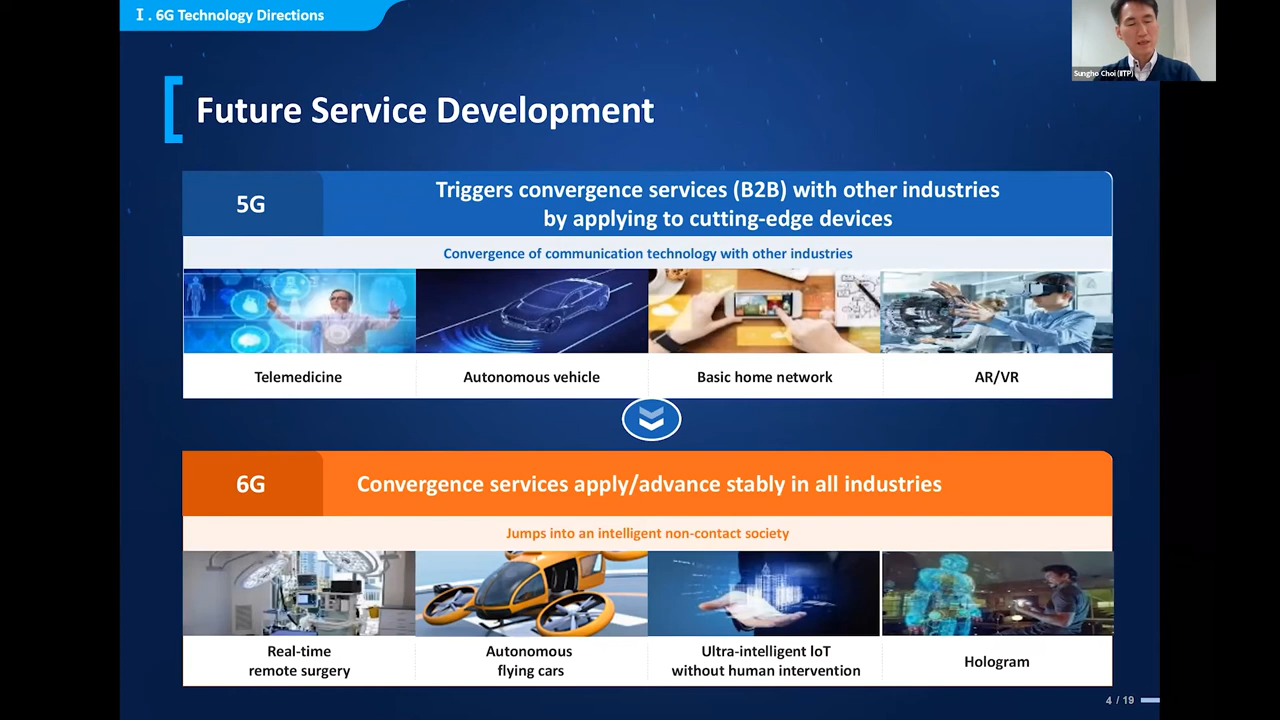 Ⅰ. 6G Technology Directions
Sungho Choi (IITP)
Future Service Development
5G
Triggers convergence services (B2B) with other industries
by applying to cutting-edge devices
Convergence of communication technology with other industries
Telemedicine
Autonomous vehicle
Basic home network
AR/VR
6G
Convergence services apply/advance stably in all industries
Jumps into an intelligent non-contact society
Real-time
remote surgery
Autonomous
flying cars
Ultra-intelligent IoT
without human intervention
Hologram
4 / 19